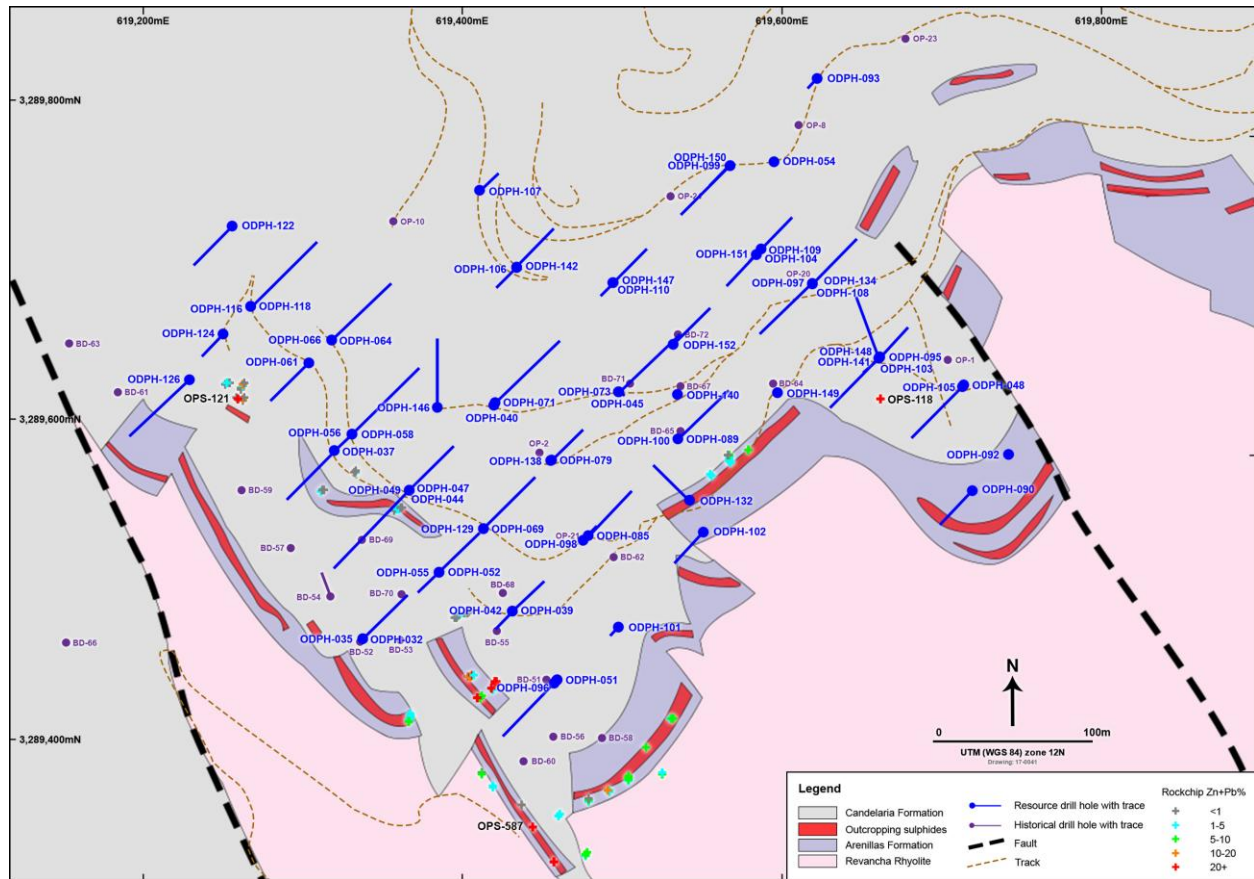 619,200mE
619,400mE
619,600mE
619,800mE
OP-23
ODPH-093
3,289,800mN
OP-8
ODPH-150
ODPH-099
ODPH-054
ODPH-107
OP-10
ODPH-122
ODPH-151
ODPH-109
ODPH-104
ODPH-106
ODPH-142
OP-20
ODPH-147
ODPH-110
ODPH-097
ODPH-134
ODPH-108
ODPH-116
ODPH-118
ODPH-124
ODPH-066
ODPH-064
BD-72
BD-63
ODPH-152
ODPH-148
ODPH-095
ODPH-141
ODPH-103
OP-1
ODPH-061
ODPH-126
BD-71
BD-67
BD-64
ODPH-105
ODPH-048
BD-61
OPS-121
ODPH-146
ODPH-071
ODPH-040
ODPH-073
ODPH-045
ODPH-140
ODPH-149
OPS-118
3,289,600mN
ODPH-056
ODPH-058
ODPH-037
OP-2
BD-65
ODPH-100
ODPH-089
ODPH-138
ODPH-079
ODPH-092
BD-59
ODPH-049
ODPH-047
ODPH-044
ODPH-132
ODPH-090
BD-57
BD-69
ODPH-129
ODPH-069
OP-21
ODPH-085
ODPH-098
ODPH-102
BD-62
ODPH-055
ODPH-052
BD-54
BD-70
BD-68
ODPH-042
ODPH-039
BD-66
ODPH-035
ODPH-032
BD-52
BD-53
BD-55
ODPH-101
BD-51
ODPH-051
ODPH-096
3,289,400mN
BD-56
BD-58
BD-60
OPS-587
N
0
100m
UTM (WGS 84) zone 12N
Drawing: 17-6641
Legend
Candelaria Formation
Outcropping sulphides
Arenillas Formation
Revancha Rhyolite
Resource drill hole with trace
Historical drill hole with trace
Fault
Track
Rockchip Zn+Pb%
<1
1-5
5-10
10-20
20+